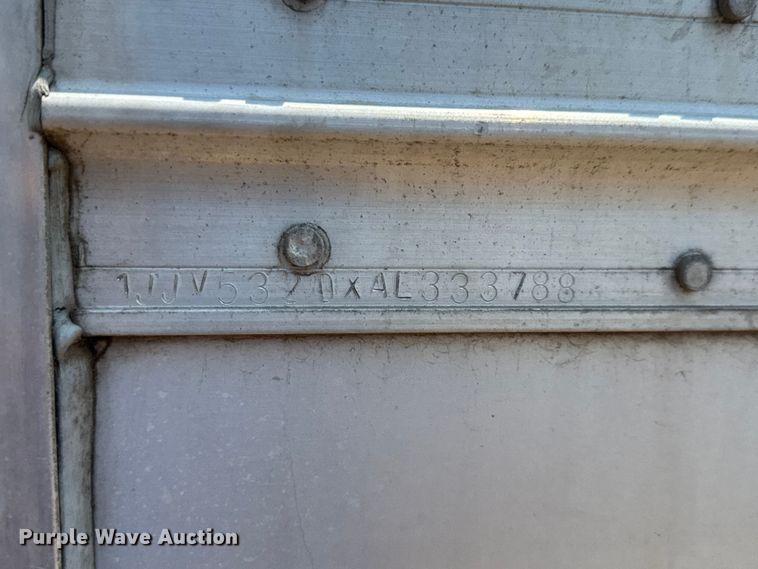 1JJV532DXAL333788
Purple Wave Auction